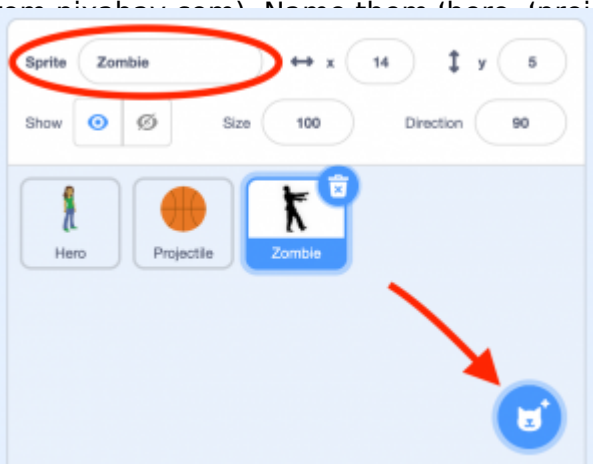 Sprite Zombie ↔ x 14 ↕ y 5
Show Size 100 Direction 90
Hero Projectile Zombie